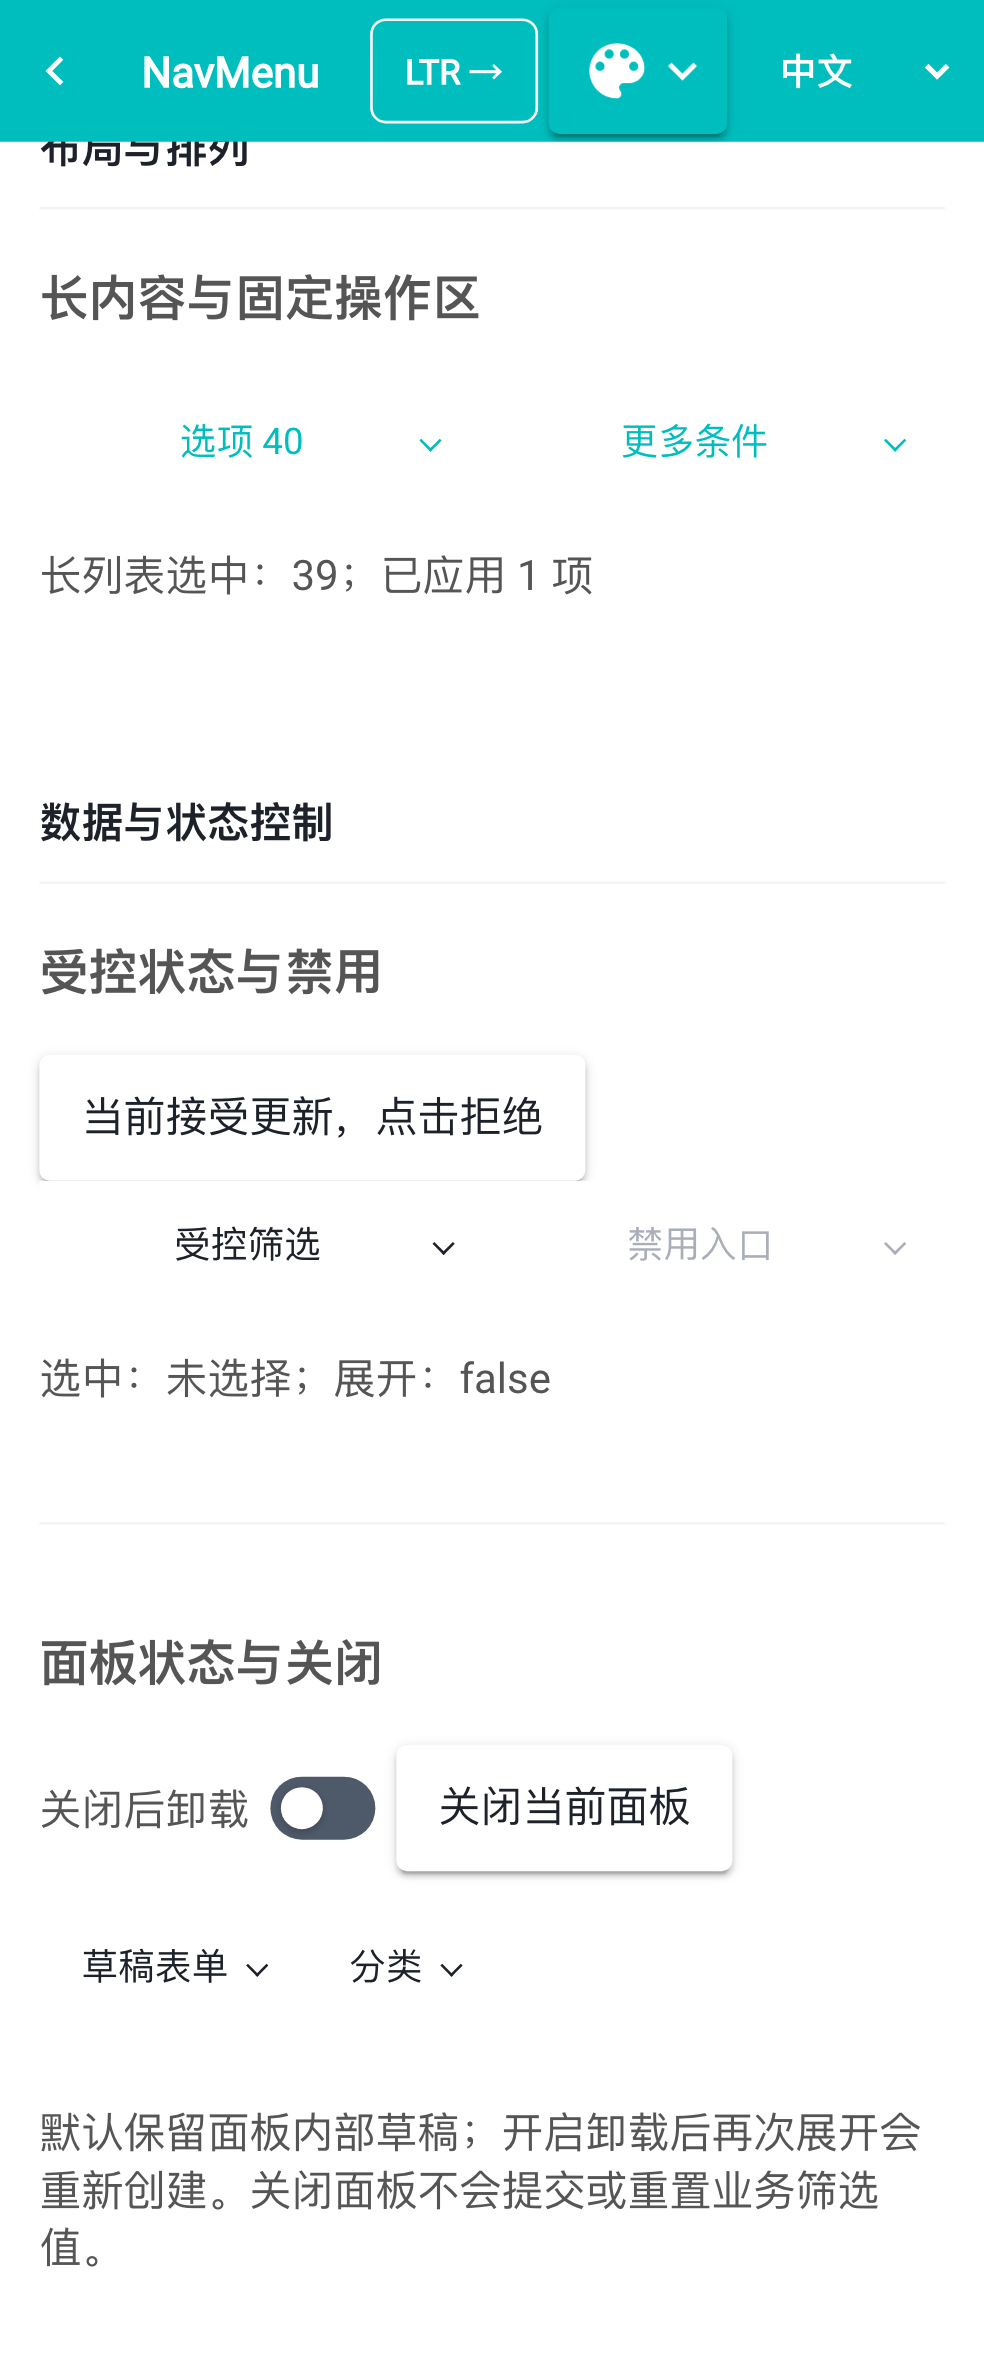 NavMenu
LTR →
中文
布局与排列
长内容与固定操作区
选项 40
更多条件
长列表选中：39；已应用 1 项
数据与状态控制
受控状态与禁用
当前接受更新，点击拒绝
受控筛选
禁用入口
选中：未选择；展开：false
面板状态与关闭
关闭后卸载
关闭当前面板
草稿表单
分类
默认保留面板内部草稿；开启卸载后再次展开会
重新创建。关闭面板不会提交或重置业务筛选
值。